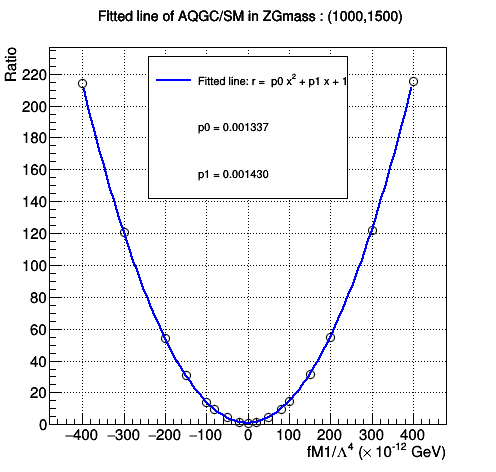 FItted line of AQGC/SM in ZGmass : (1000,1500)
Ratio
Fitted line: r = p0 x² + p1 x + 1
p0 = 0.001337
p1 = 0.001430
220
200
180
160
140
120
100
80
60
40
20
0
−400 −300 −200 −100 0 100 200 300 400
fM1/Λ⁴ (× 10⁻¹² GeV)